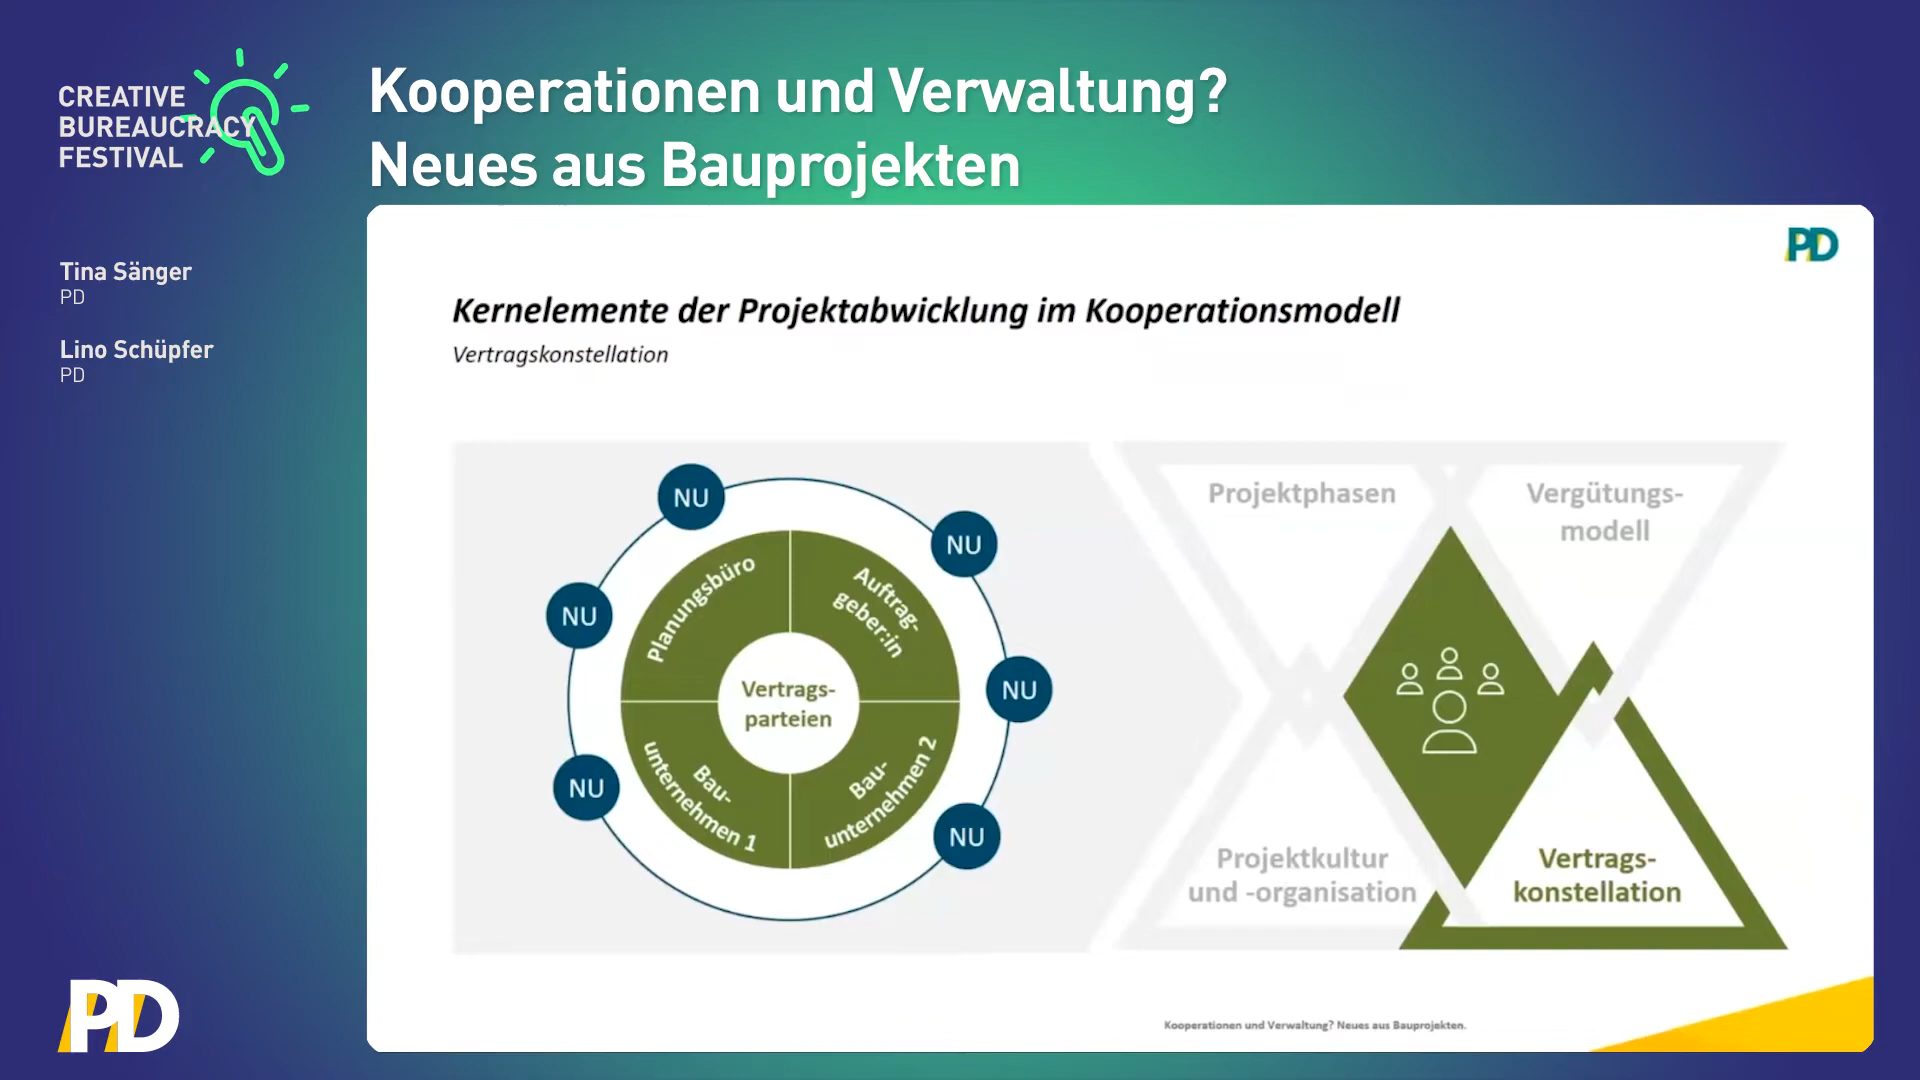 CREATIVE
BUREAUCRACY
FESTIVAL
Kooperationen und Verwaltung?
Neues aus Bauprojekten
Tina Sänger
PD
Lino Schüpfer
PD
PD
Kernelemente der Projektabwicklung im Kooperationsmodell
Vertragskonstellation
NU
NU
NU
NU
NU
NU
Planungsbüro
Auftrag-
geber:in
Vertrags-
parteien
Bau-
unternehmen 1
Bau-
unternehmen 2
Projektphasen
Vergütungs-
modell
Projektkultur
und -organisation
Vertrags-
konstellation
Kooperationen und Verwaltung? Neues aus Bauprojekten.
PD